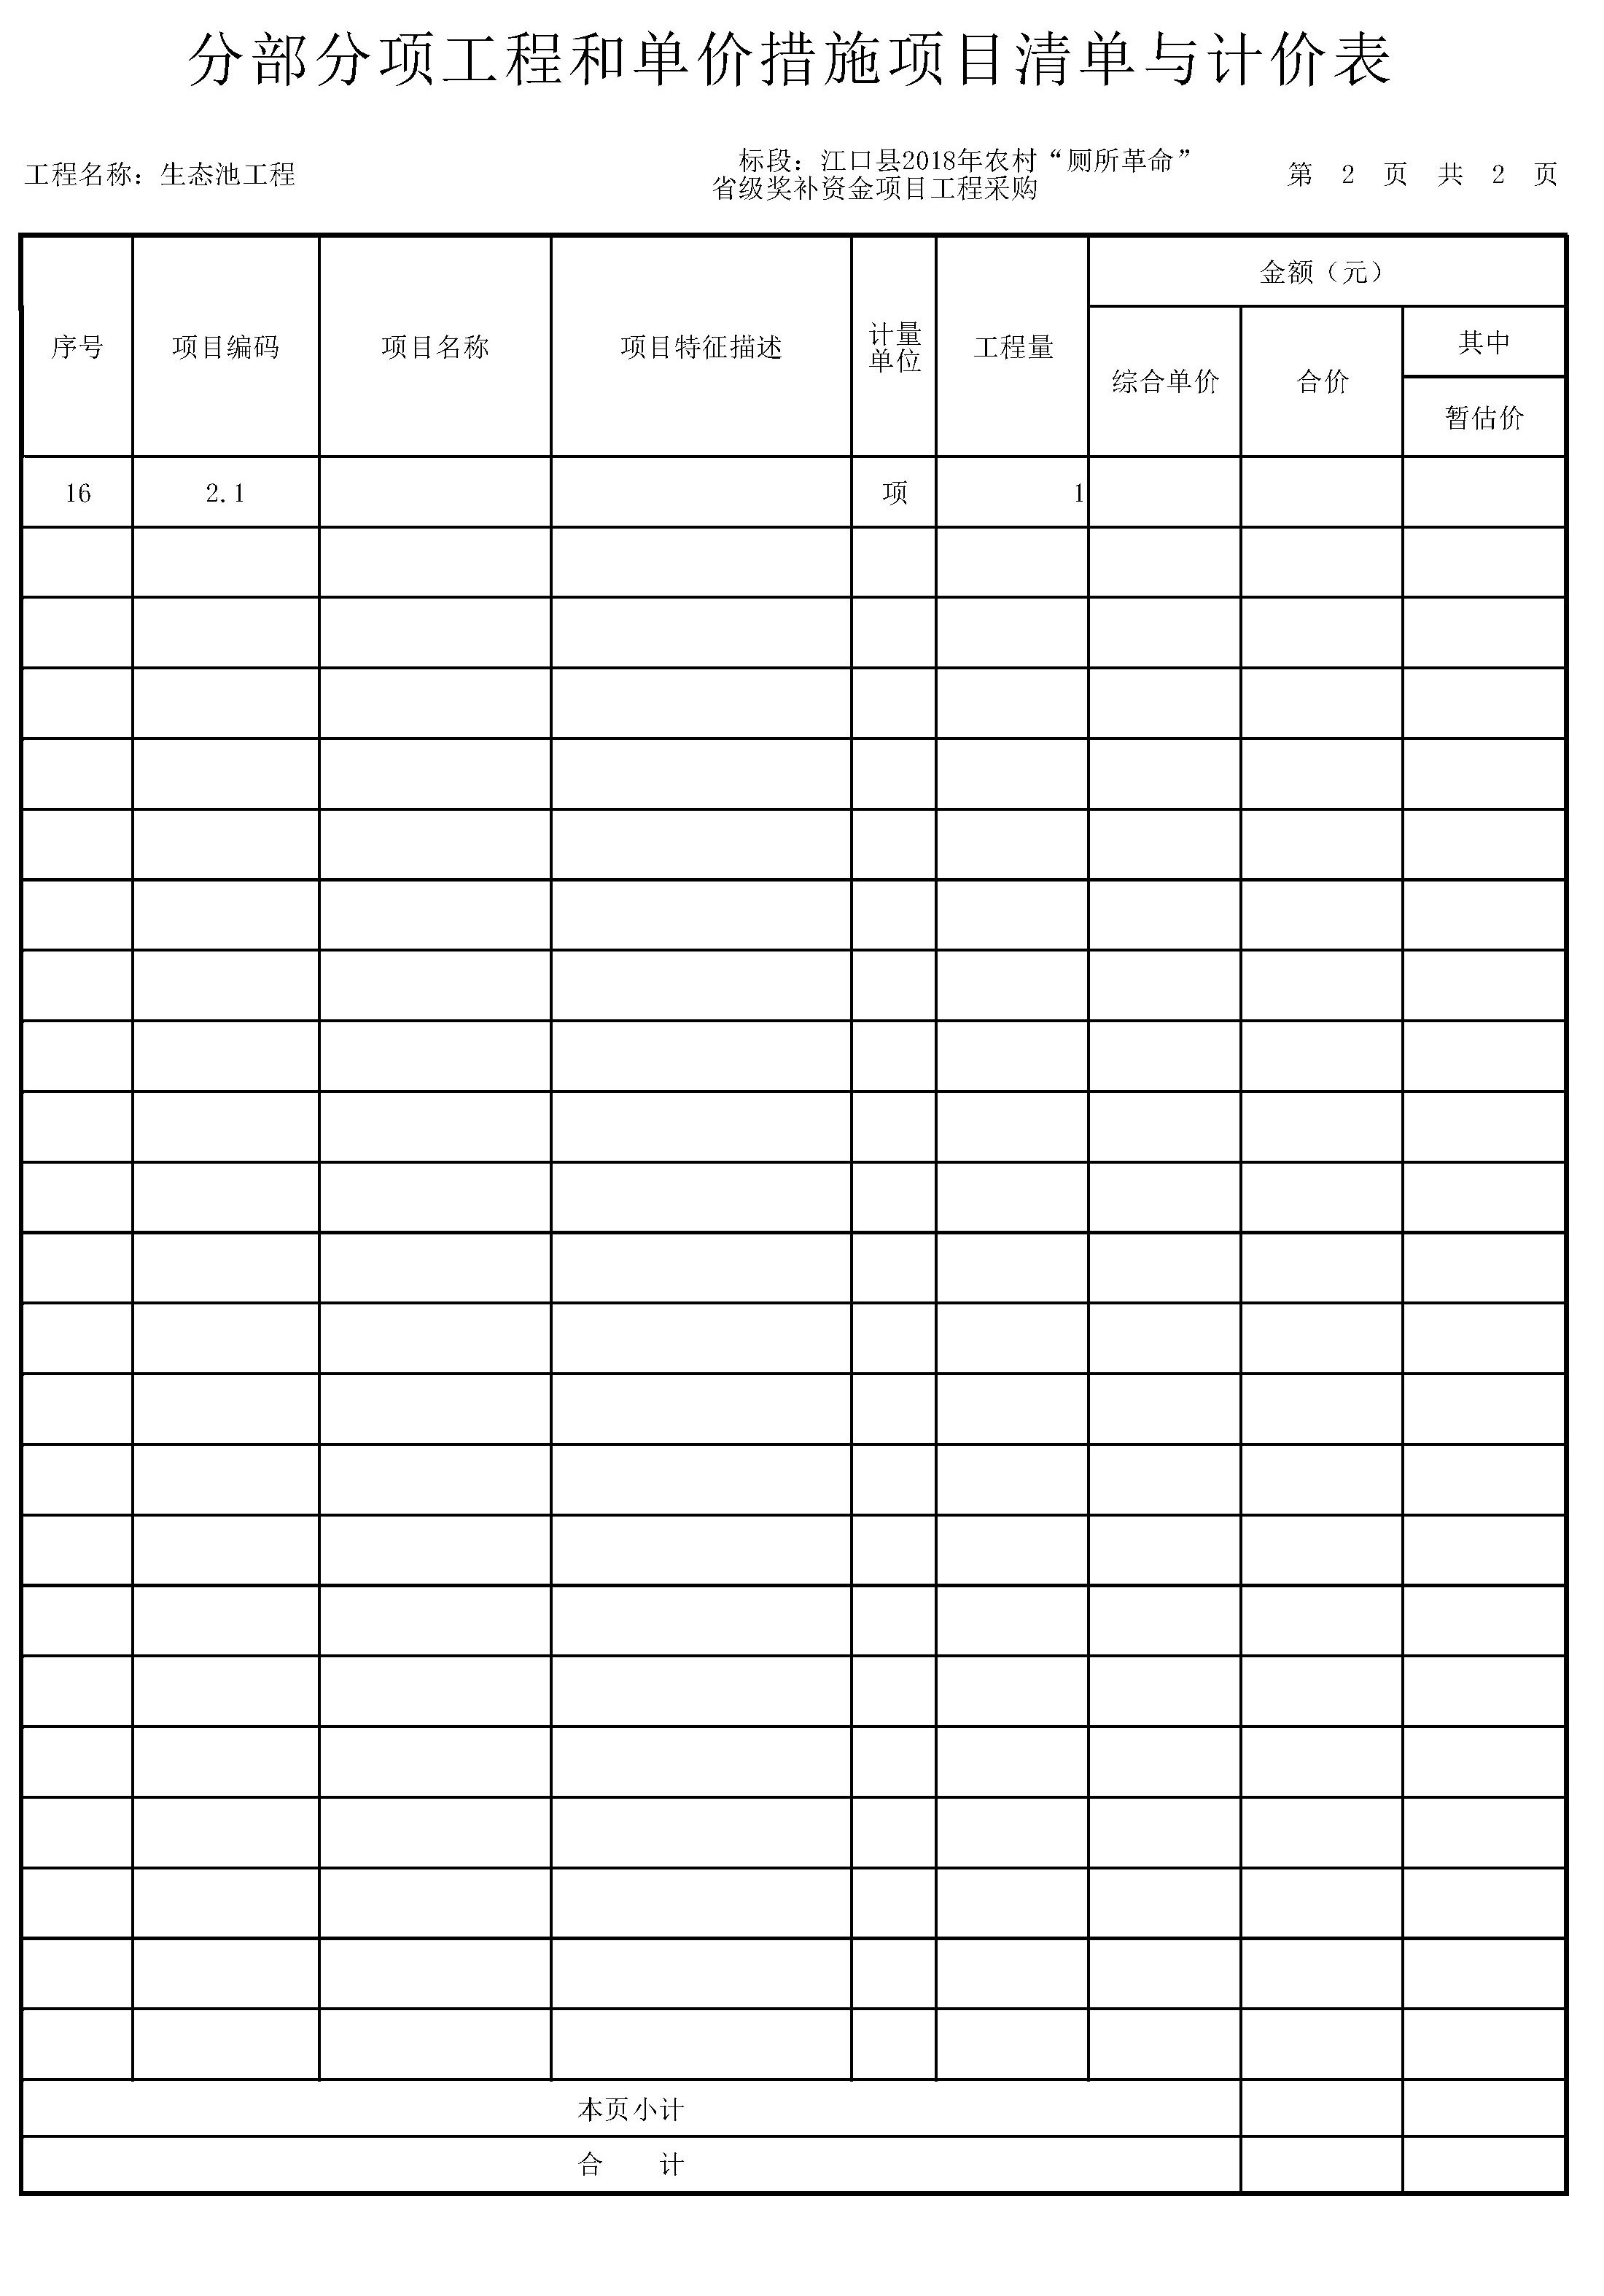 分部分项工程和单价措施项目清单与计价表
工程名称：生态池工程
标段：江口县2018年农村“厕所革命”
省级奖补资金项目工程采购
第 2 页 共 2 页
序号
项目编码
项目名称
项目特征描述
计量
单位
工程量
金额（元）
综合单价
合价
其中
暂估价
16 2.1 项 1
本页小计
合 计